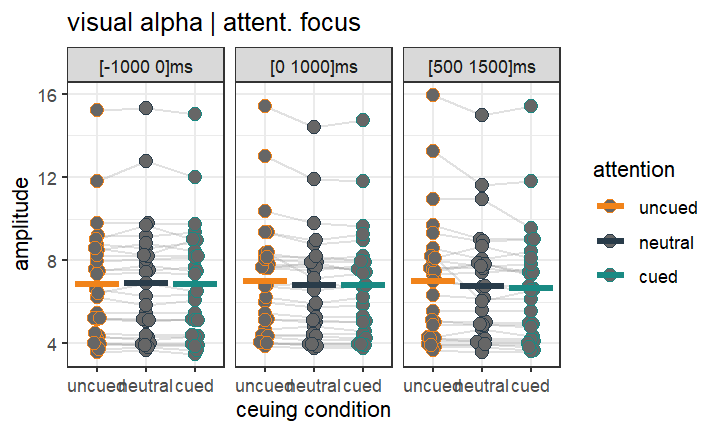 visual alpha | attent. focus
[-1000 0]ms
[0 1000]ms
[500 1500]ms
16
12
8
4
amplitude
uncued neutral cued
uncued neutral cued
uncued neutral cued
ceuing condition
attention
uncued
neutral
cued